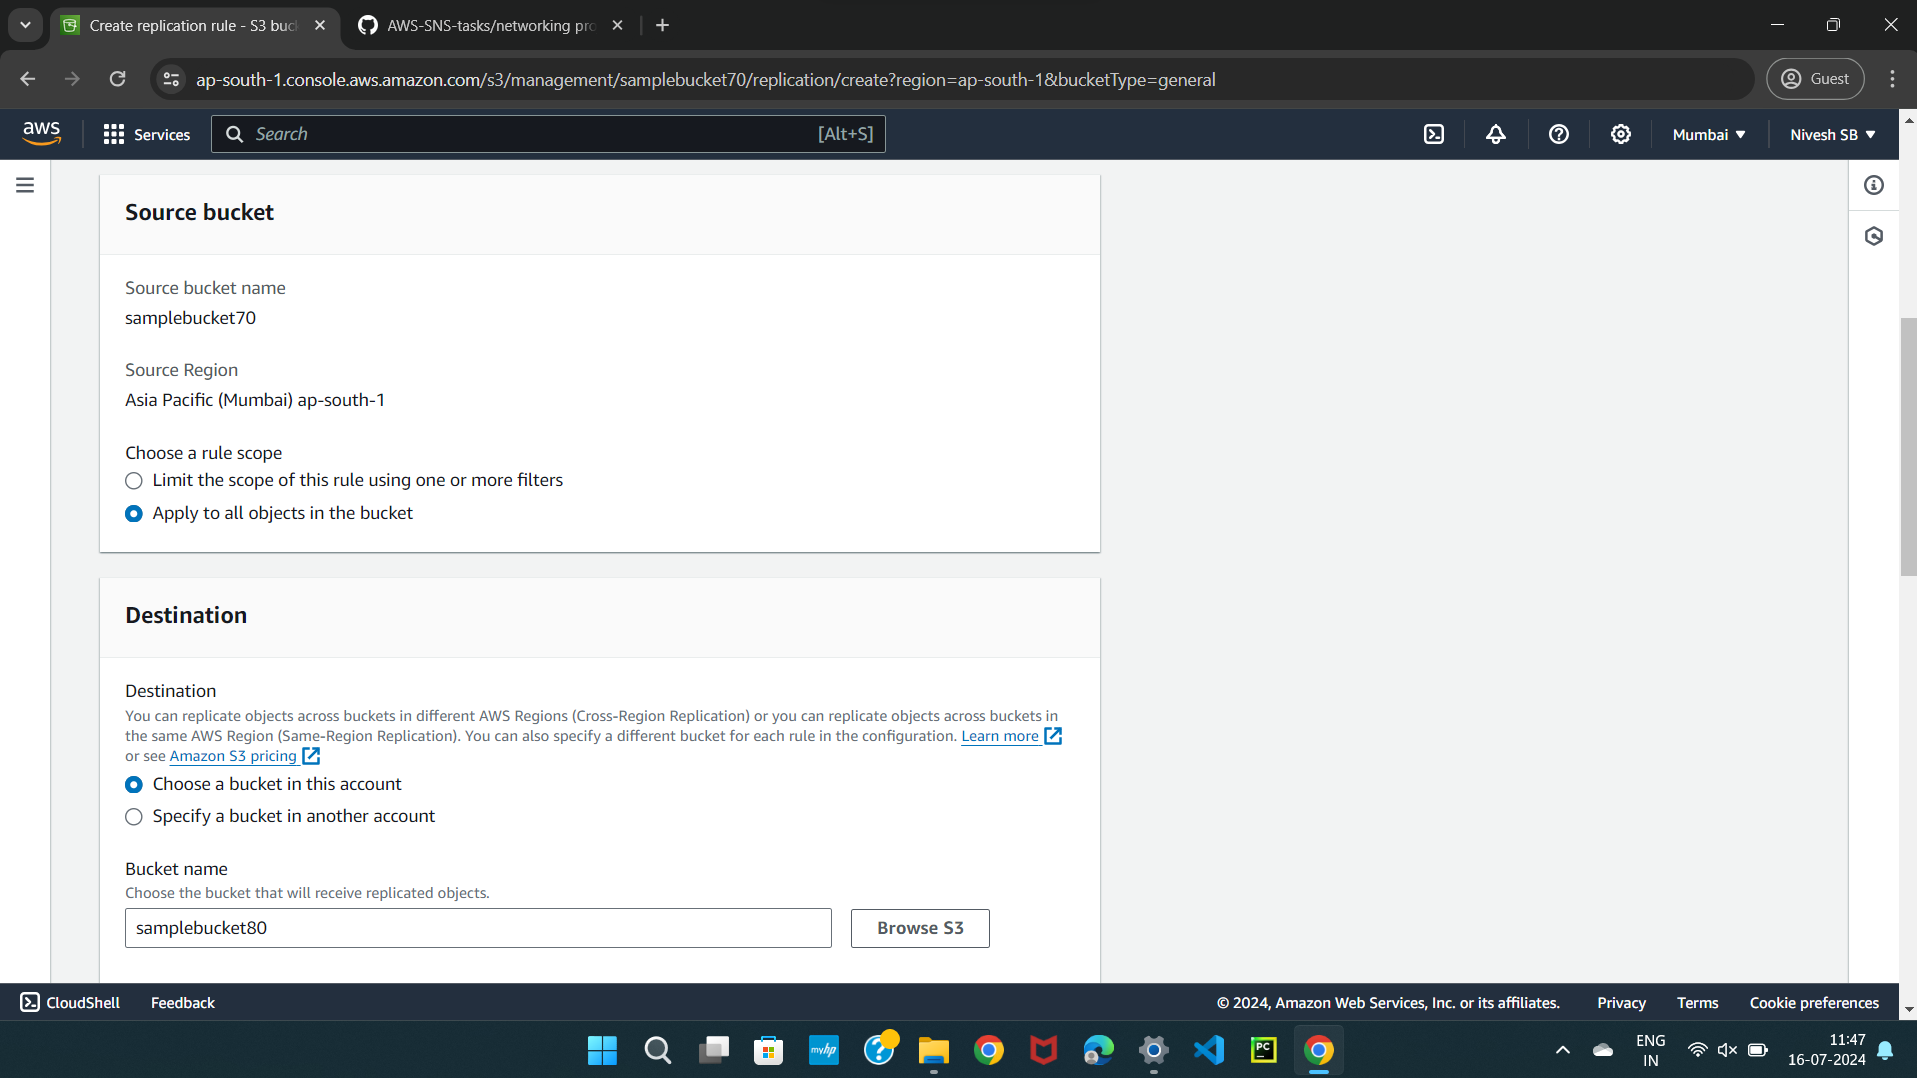 Create replication rule - S3 buc
AWS-SNS-tasks/networking pro
ap-south-1.console.aws.amazon.com/s3/management/samplebucket70/replication/create?region=ap-south-1&bucketType=general
Guest
aws
Services
Search
[Alt+S]
Mumbai
Nivesh SB
Source bucket
Source bucket name
samplebucket70
Source Region
Asia Pacific (Mumbai) ap-south-1
Choose a rule scope
Limit the scope of this rule using one or more filters
Apply to all objects in the bucket
Destination
Destination
You can replicate objects across buckets in different AWS Regions (Cross-Region Replication) or you can replicate objects across buckets in
the same AWS Region (Same-Region Replication). You can also specify a different bucket for each rule in the configuration. Learn more
or see Amazon S3 pricing
Choose a bucket in this account
Specify a bucket in another account
Bucket name
Choose the bucket that will receive replicated objects.
samplebucket80
Browse S3
CloudShell
Feedback
© 2024, Amazon Web Services, Inc. or its affiliates.
Privacy
Terms
Cookie preferences
myhp
PC
ENG
IN
11:47
16-07-2024